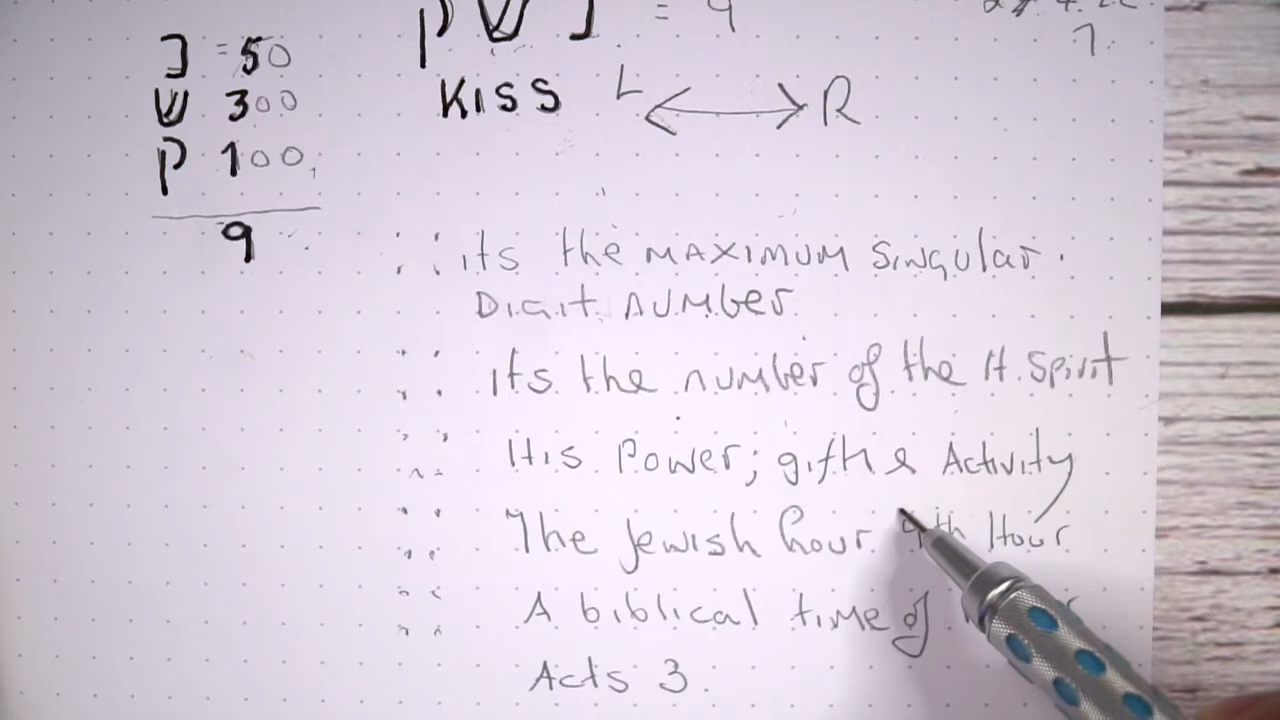 נ = 50
ש 300
ק 100
9
ק ש נ = 9
KISS L ↔ R
7.
∴ its the MAXIMUM Singular.
Digit number.
its the number of the H. Spirit
His Power; gifts & Activity
The Jewish hour 9th Hour
A biblical time of
Acts 3.